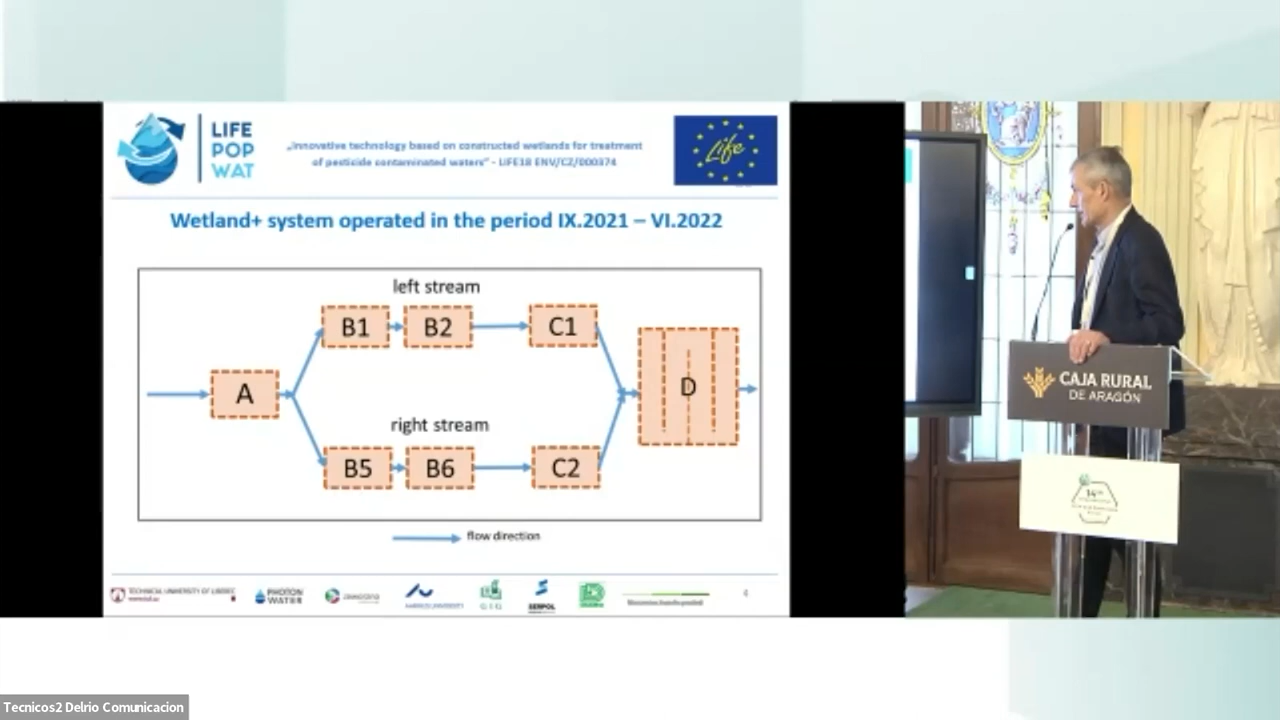 LIFE
POP
WAT
„Innovative technology based on constructed wetlands for treatment
of pesticide contaminated waters" - LIFE18 ENV/CZ/000374
Life
Wetland+ system operated in the period IX.2021 – VI.2022
left stream
B1
B2
C1
A
D
right stream
B5
B6
C2
flow direction
TECHNICAL UNIVERSITY OF LIBEREC
PHOTON
WATER
AARHUS UNIVERSITY
GIG
SERPOL
CAJA RURAL
DE ARAGÓN
14th
Tecnicos2 Delrio Comunicacion